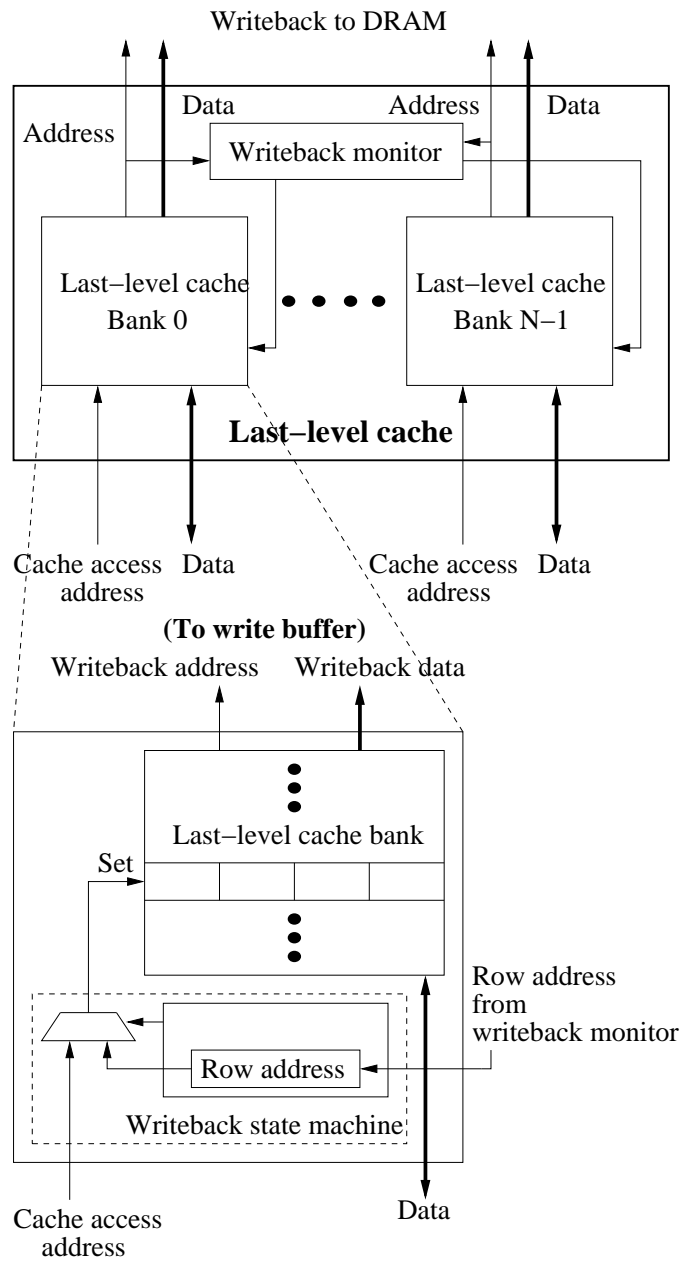 Writeback to DRAM
Data
Address
Data
Address
Writeback monitor
Last−level cache
Bank 0
Last−level cache
Bank N−1
Last−level cache
Cache access
address
Data
Cache access
address
Data
(To write buffer)
Writeback address
Writeback data
Last−level cache bank
Set
Row address
from
writeback monitor
Row address
Writeback state machine
Cache access
address
Data